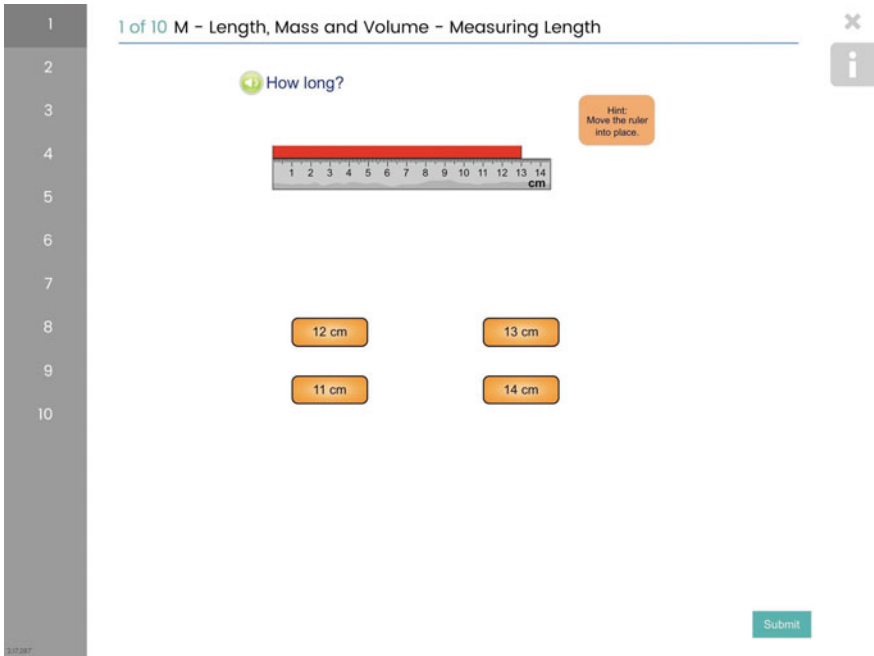 1 of 10 M - Length, Mass and Volume - Measuring Length
1
2
3
4
5
6
7
8
9
10
How long?
Hint:
Move the ruler
into place.
1 2 3 4 5 6 7 8 9 10 11 12 13 14
cm
12 cm 13 cm
11 cm 14 cm
Submit